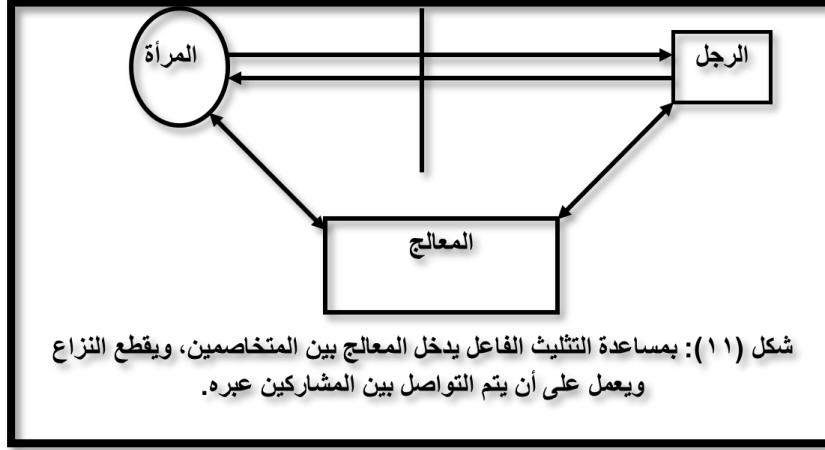 الرجل
المرأة
المعالج
شكل (١١): بمساعدة التثليث الفاعل يدخل المعالج بين المتخاصمين، ويقطع النزاع
ويعمل على أن يتم التواصل بين المشاركين عبره.